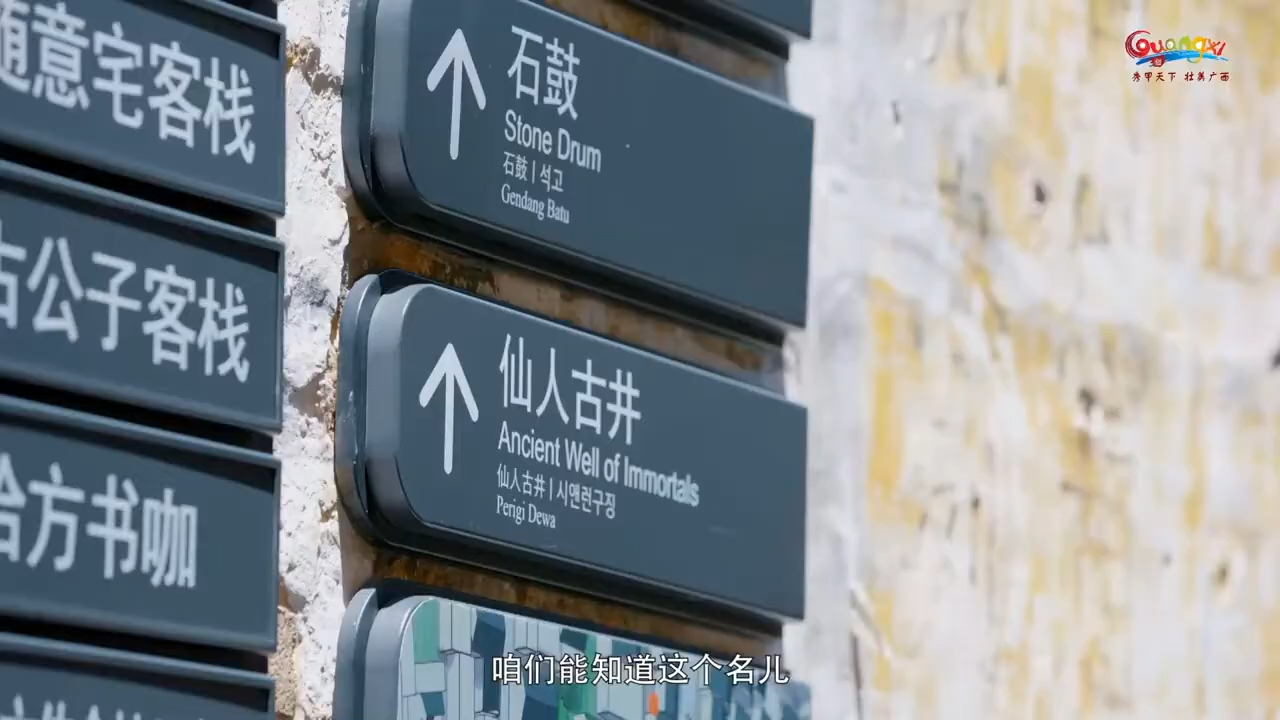 随意宅客栈
古公子客栈
方书咖
石鼓
Stone Drum
石鼓 | 석고
Gendang Batu
仙人古井
Ancient Well of Immortals
仙人古井 | 시앤런구징
Perigi Dewa
Guangxi
秀甲天下 壮美广西
咱们能知道这个名儿